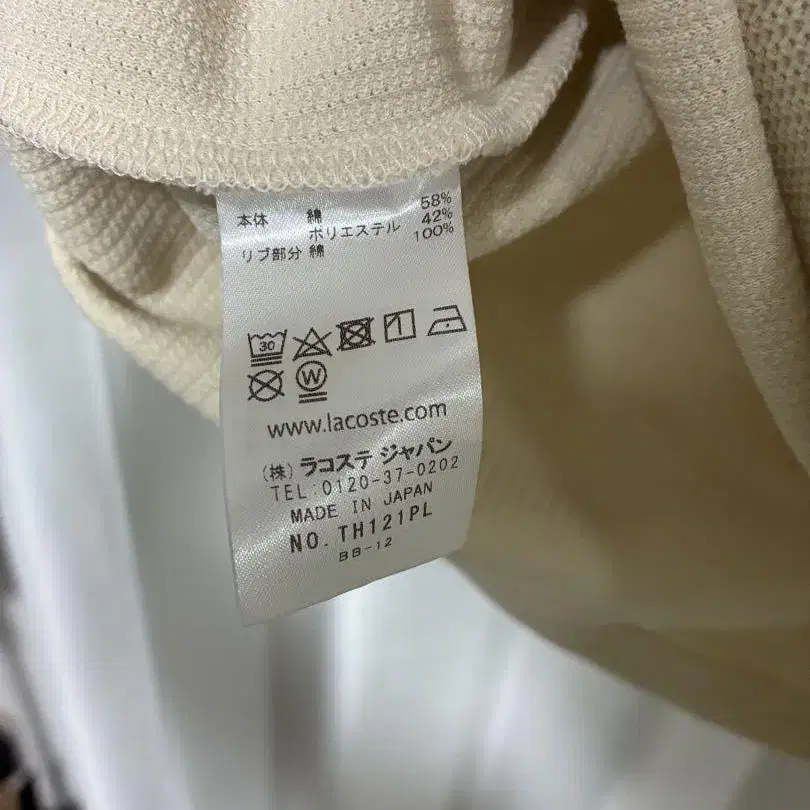 本体 綿 58%
ポリエステル 42%
リブ部分 綿 100%
30
W
www.lacoste.com
(株) ラコステ ジャパン
TEL:0120-37-0202
MADE IN JAPAN
NO. TH121PL
BB-12